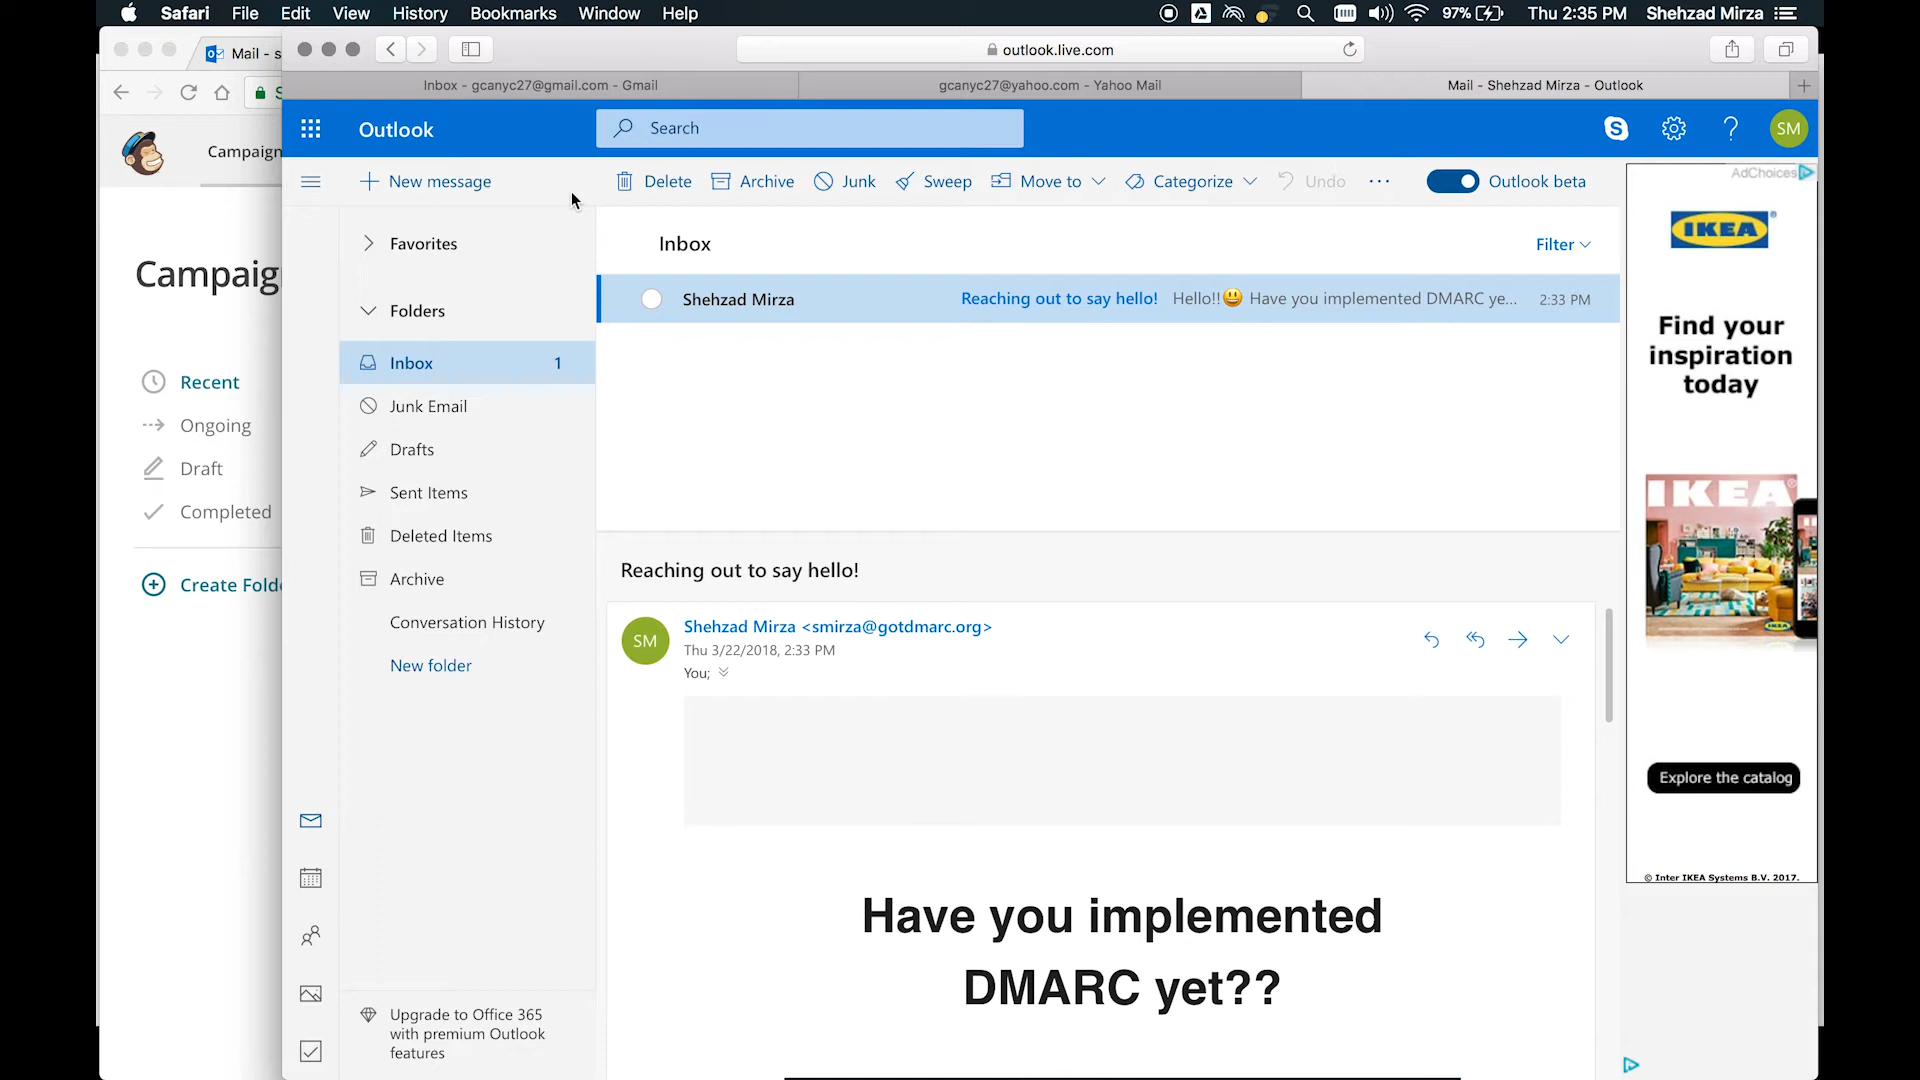 Safari File Edit View History Bookmarks Window Help 97% Thu 2:35 PM Shehzad Mirza
Mail - s
outlook.live.com
Inbox - gcanyc27@gmail.com - Gmail
gcanyc27@yahoo.com - Yahoo Mail
Mail - Shehzad Mirza - Outlook
S
Campaign
Campaig
Recent
Ongoing
Draft
Completed
Create Folde
Outlook
Search
SM
New message
Delete
Archive
Junk
Sweep
Move to
Categorize
Undo
Outlook beta
Favorites
Folders
Inbox 1
Junk Email
Drafts
Sent Items
Deleted Items
Archive
Conversation History
New folder
Upgrade to Office 365
with premium Outlook
features
Inbox
Filter
Shehzad Mirza Reaching out to say hello! Hello!!😃 Have you implemented DMARC ye... 2:33 PM
Reaching out to say hello!
SM
Shehzad Mirza <smirza@gotdmarc.org>
Thu 3/22/2018, 2:33 PM
You;
Have you implemented
DMARC yet??
AdChoices
IKEA
Find your
inspiration
today
IKEA
Explore the catalog
© Inter IKEA Systems B.V. 2017.